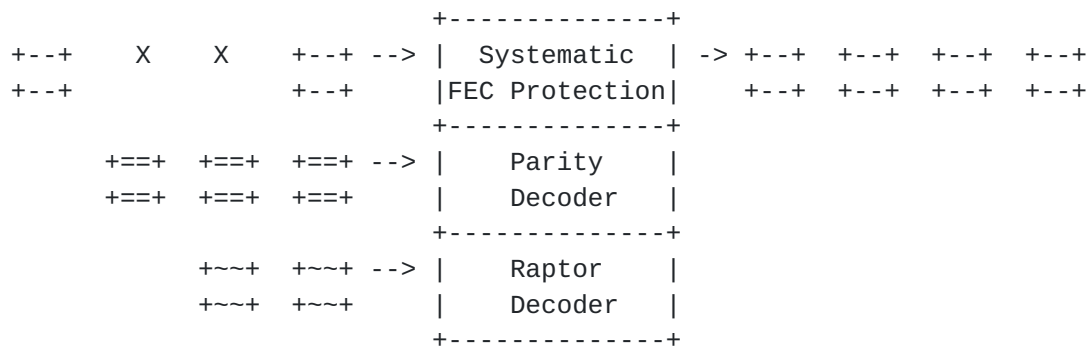 +--------------+
+--+    X    X    +--+ --> |  Systematic  | -> +--+  +--+  +--+  +--+
+--+              +--+     |FEC Protection|    +--+  +--+  +--+  +--+
                           +--------------+
      +==+  +==+  +==+ --> |    Parity    |
      +==+  +==+  +==+     |    Decoder   |
                           +--------------+
            +~~+  +~~+ --> |    Raptor    |
            +~~+  +~~+     |    Decoder   |
                           +--------------+